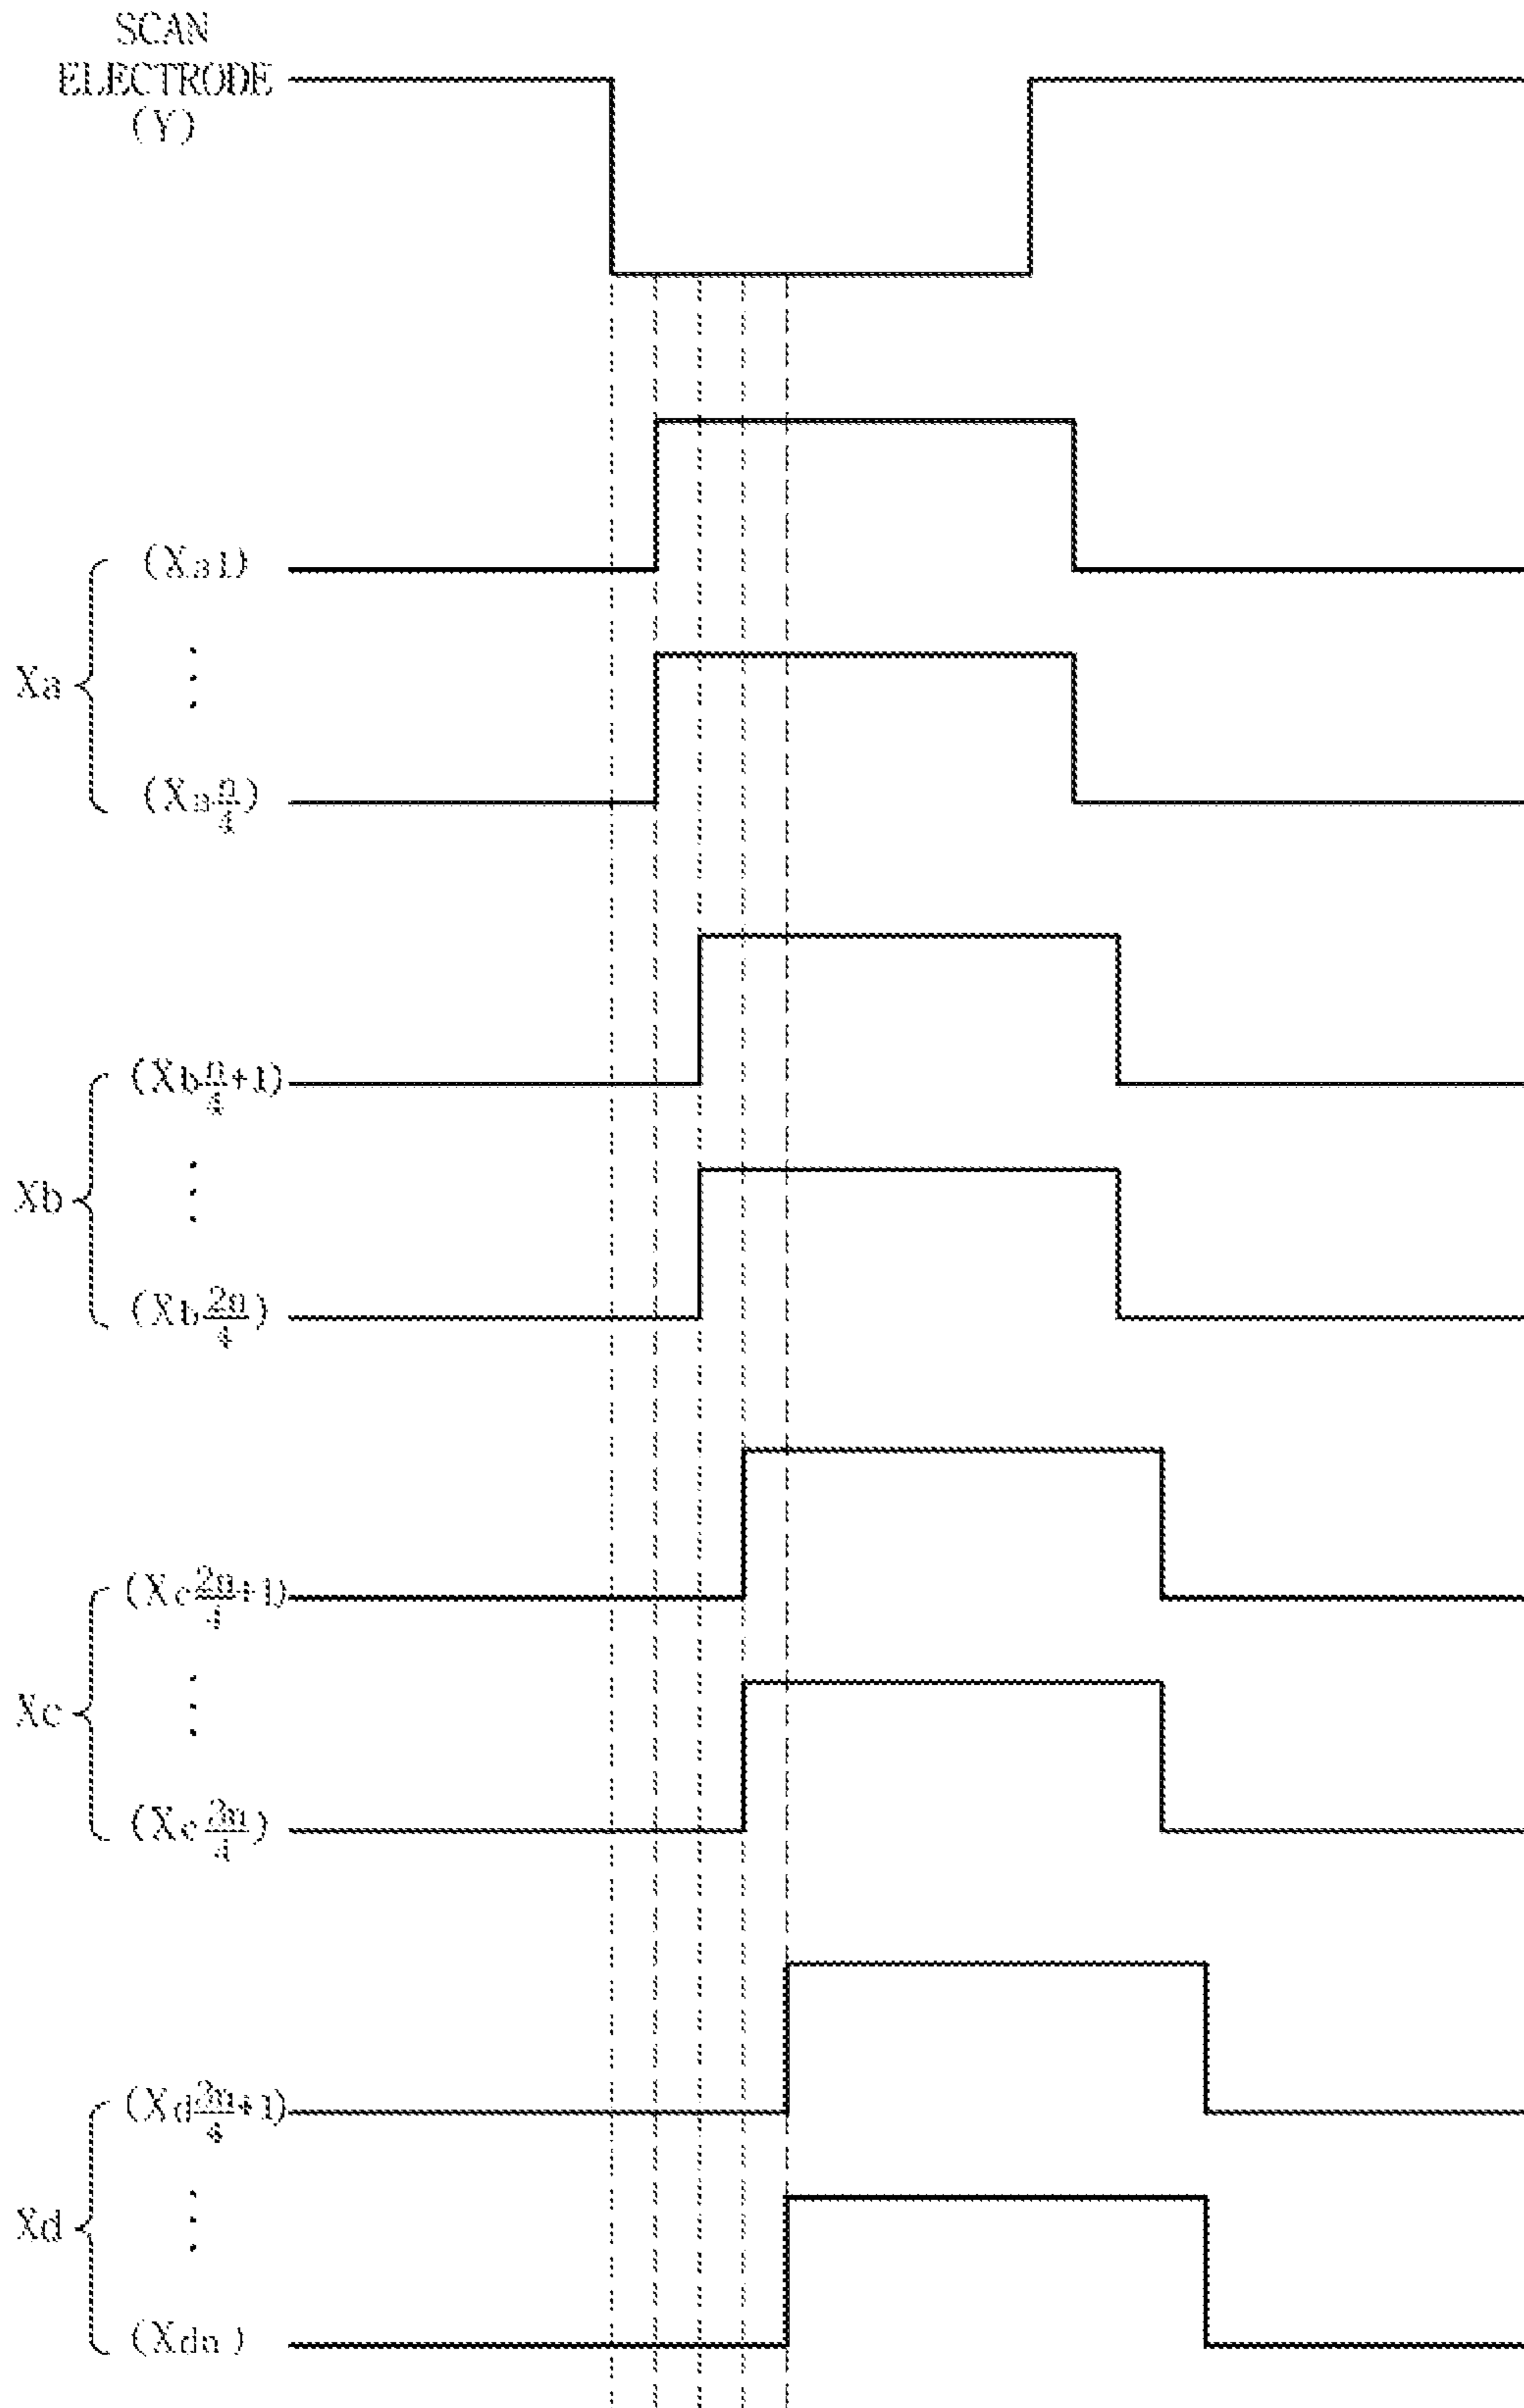 SCAN
ELECTRODE
(Y)
(Xa1)
Xa
(Xa n/4)
(Xb n/4+1)
Xb
(Xb 2n/4)
(Xc 2n/4+1)
Xc
(Xc 3n/4)
(Xd 3n/4+1)
Xd
(Xdn)